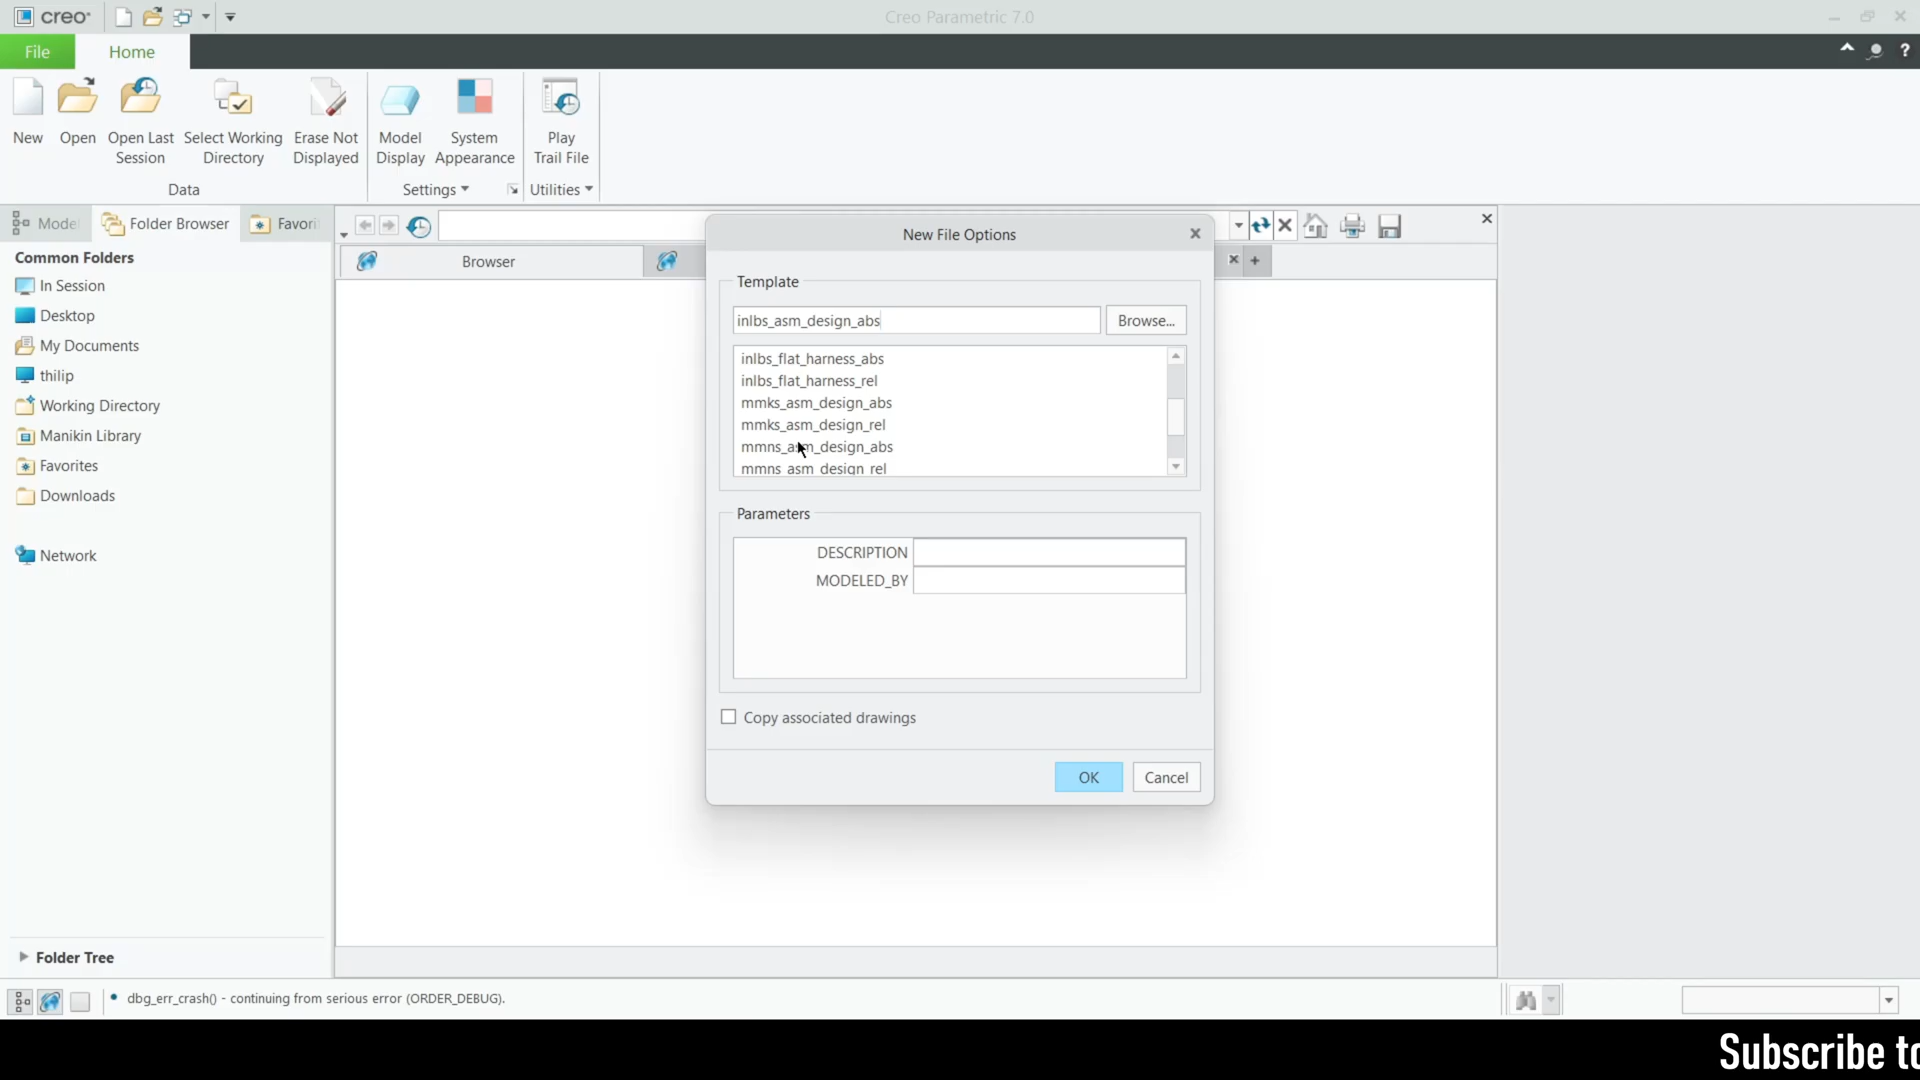 creo
Creo Parametric 7.0
File
Home
?
New
Open
Open Last
Session
Select Working
Directory
Erase Not
Displayed
Model
Display
System
Appearance
Play
Trail File
Data
Settings
Utilities
Mode
Folder Browser
Favori
Common Folders
In Session
Desktop
My Documents
thilip
Working Directory
Manikin Library
Favorites
Downloads
Network
Folder Tree
Browser
New File Options
Template
inlbs_asm_design_abs
Browse...
inlbs_flat_harness_abs
inlbs_flat_harness_rel
mmks_asm_design_abs
mmks_asm_design_rel
mmns_asm_design_abs
mmns_asm_design_rel
Parameters
DESCRIPTION
MODELED_BY
Copy associated drawings
OK
Cancel
dbg_err_crash() - continuing from serious error (ORDER_DEBUG).
Subscribe to